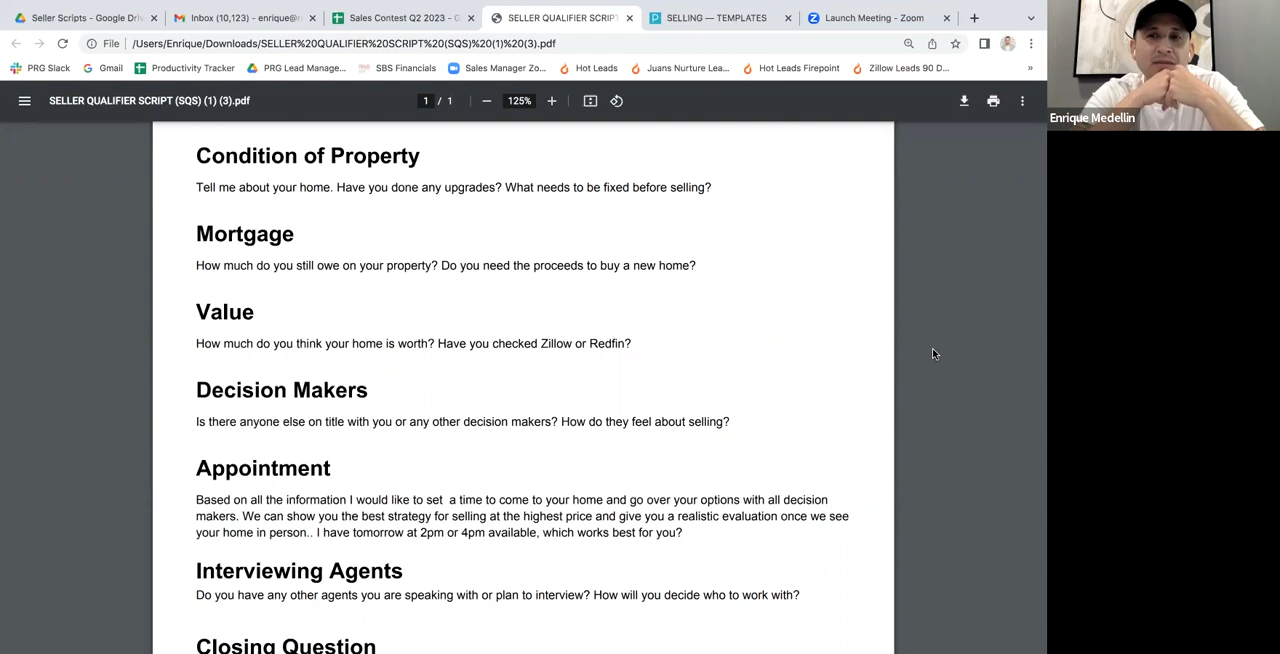 Seller Scripts - Google Driv
Inbox (10,123) - enrique@r
Sales Contest Q2 2023 - G
SELLER QUALIFIER SCRIPT
SELLING — TEMPLATES
Launch Meeting - Zoom
File
/Users/Enrique/Downloads/SELLER%20QUALIFIER%20SCRIPT%20(SQS)%20(1)%20(3).pdf
PRG Slack
Gmail
Productivity Tracker
PRG Lead Manage...
SBS Financials
Sales Manager Zo...
Hot Leads
Juans Nurture Lea...
Hot Leads Firepoint
Zillow Leads 90 D...
»
SELLER QUALIFIER SCRIPT (SQS) (1) (3).pdf
1 / 1
125%
Enrique Medellin
Condition of Property
Tell me about your home. Have you done any upgrades? What needs to be fixed before selling?
Mortgage
How much do you still owe on your property? Do you need the proceeds to buy a new home?
Value
How much do you think your home is worth? Have you checked Zillow or Redfin?
Decision Makers
Is there anyone else on title with you or any other decision makers? How do they feel about selling?
Appointment
Based on all the information I would like to set  a time to come to your home and go over your options with all decision
makers. We can show you the best strategy for selling at the highest price and give you a realistic evaluation once we see
your home in person.. I have tomorrow at 2pm or 4pm available, which works best for you?
Interviewing Agents
Do you have any other agents you are speaking with or plan to interview? How will you decide who to work with?
Closing Question